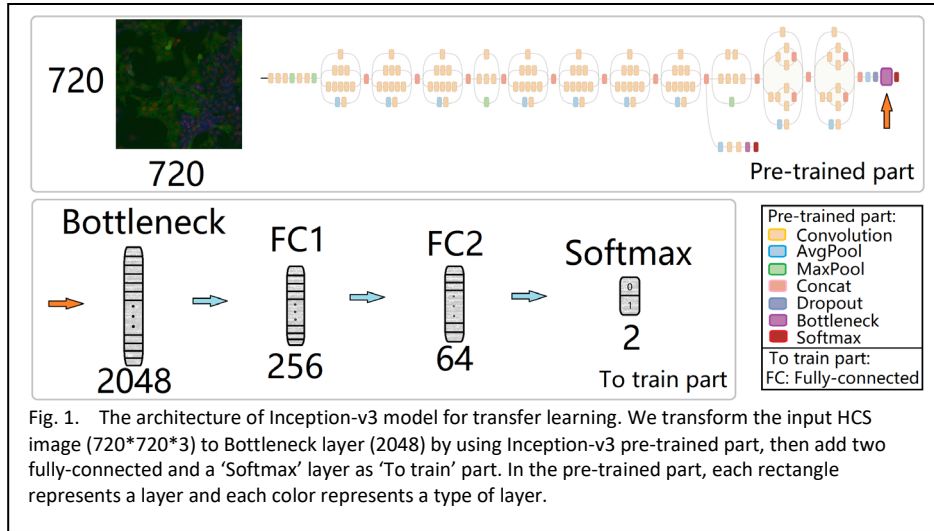 720
720
Pre-trained part
Bottleneck
FC1
FC2
Softmax
0
1
2048
256
64
2
To train part
Pre-trained part:
Convolution
AvgPool
MaxPool
Concat
Dropout
Bottleneck
Softmax
To train part:
FC: Fully-connected
Fig. 1. The architecture of Inception-v3 model for transfer learning. We transform the input HCS
image (720*720*3) to Bottleneck layer (2048) by using Inception-v3 pre-trained part, then add two
fully-connected and a ‘Softmax’ layer as ‘To train’ part. In the pre-trained part, each rectangle
represents a layer and each color represents a type of layer.